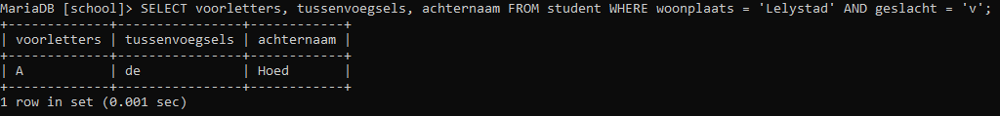 MariaDB [school]> SELECT voorletters, tussenvoegsels, achternaam FROM student WHERE woonplaats = 'Lelystad' AND geslacht = 'v';
+-------------+----------------+------------+
| voorletters | tussenvoegsels | achternaam |
+-------------+----------------+------------+
| A           | de             | Hoed       |
+-------------+----------------+------------+
1 row in set (0.001 sec)